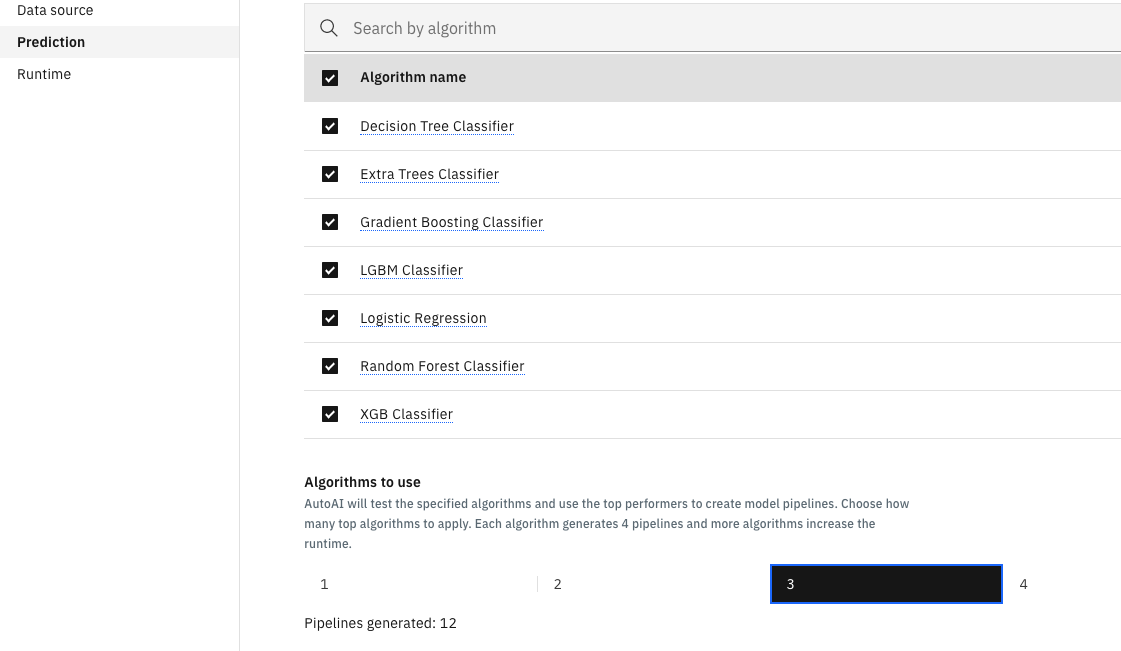 Data source
Prediction
Runtime
Search by algorithm
Algorithm name
Decision Tree Classifier
Extra Trees Classifier
Gradient Boosting Classifier
LGBM Classifier
Logistic Regression
Random Forest Classifier
XGB Classifier
Algorithms to use
AutoAI will test the specified algorithms and use the top performers to create model pipelines. Choose how
many top algorithms to apply. Each algorithm generates 4 pipelines and more algorithms increase the
runtime.
1 2 3 4
Pipelines generated: 12